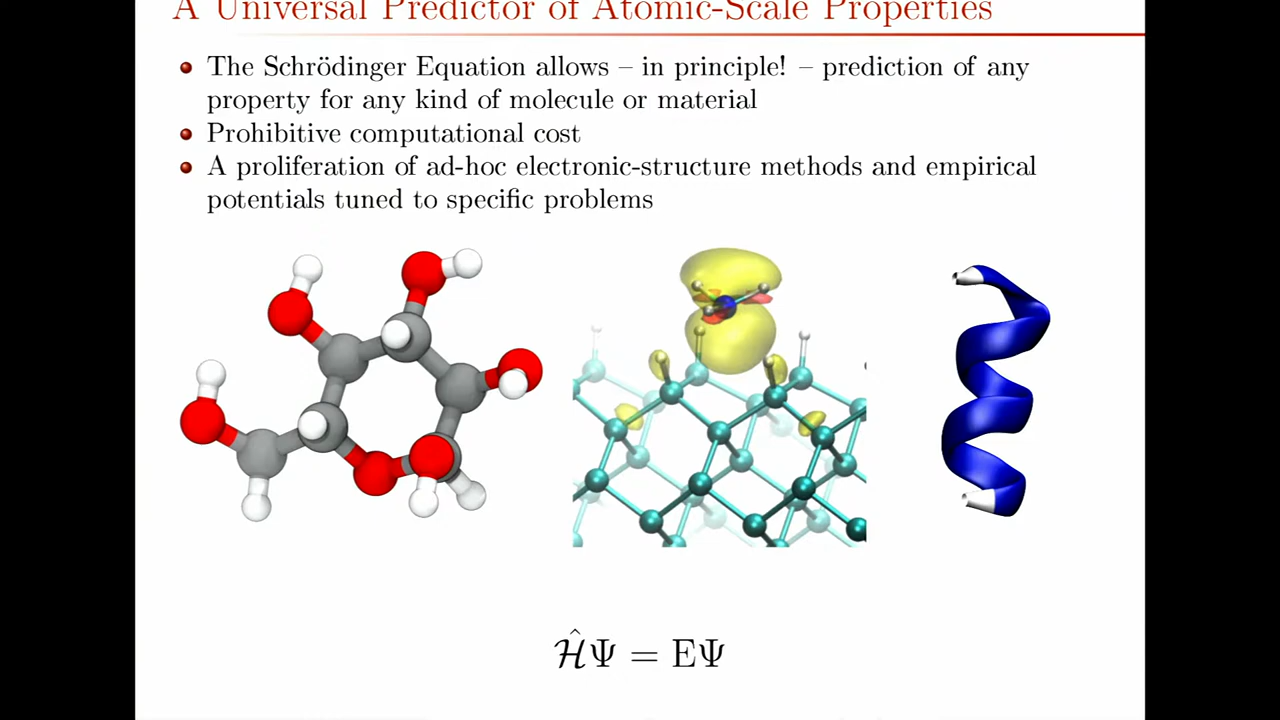 A Universal Predictor of Atomic-Scale Properties
The Schrödinger Equation allows – in principle! – prediction of any
property for any kind of molecule or material
Prohibitive computational cost
A proliferation of ad-hoc electronic-structure methods and empirical
potentials tuned to specific problems
ℋ̂Ψ = EΨ